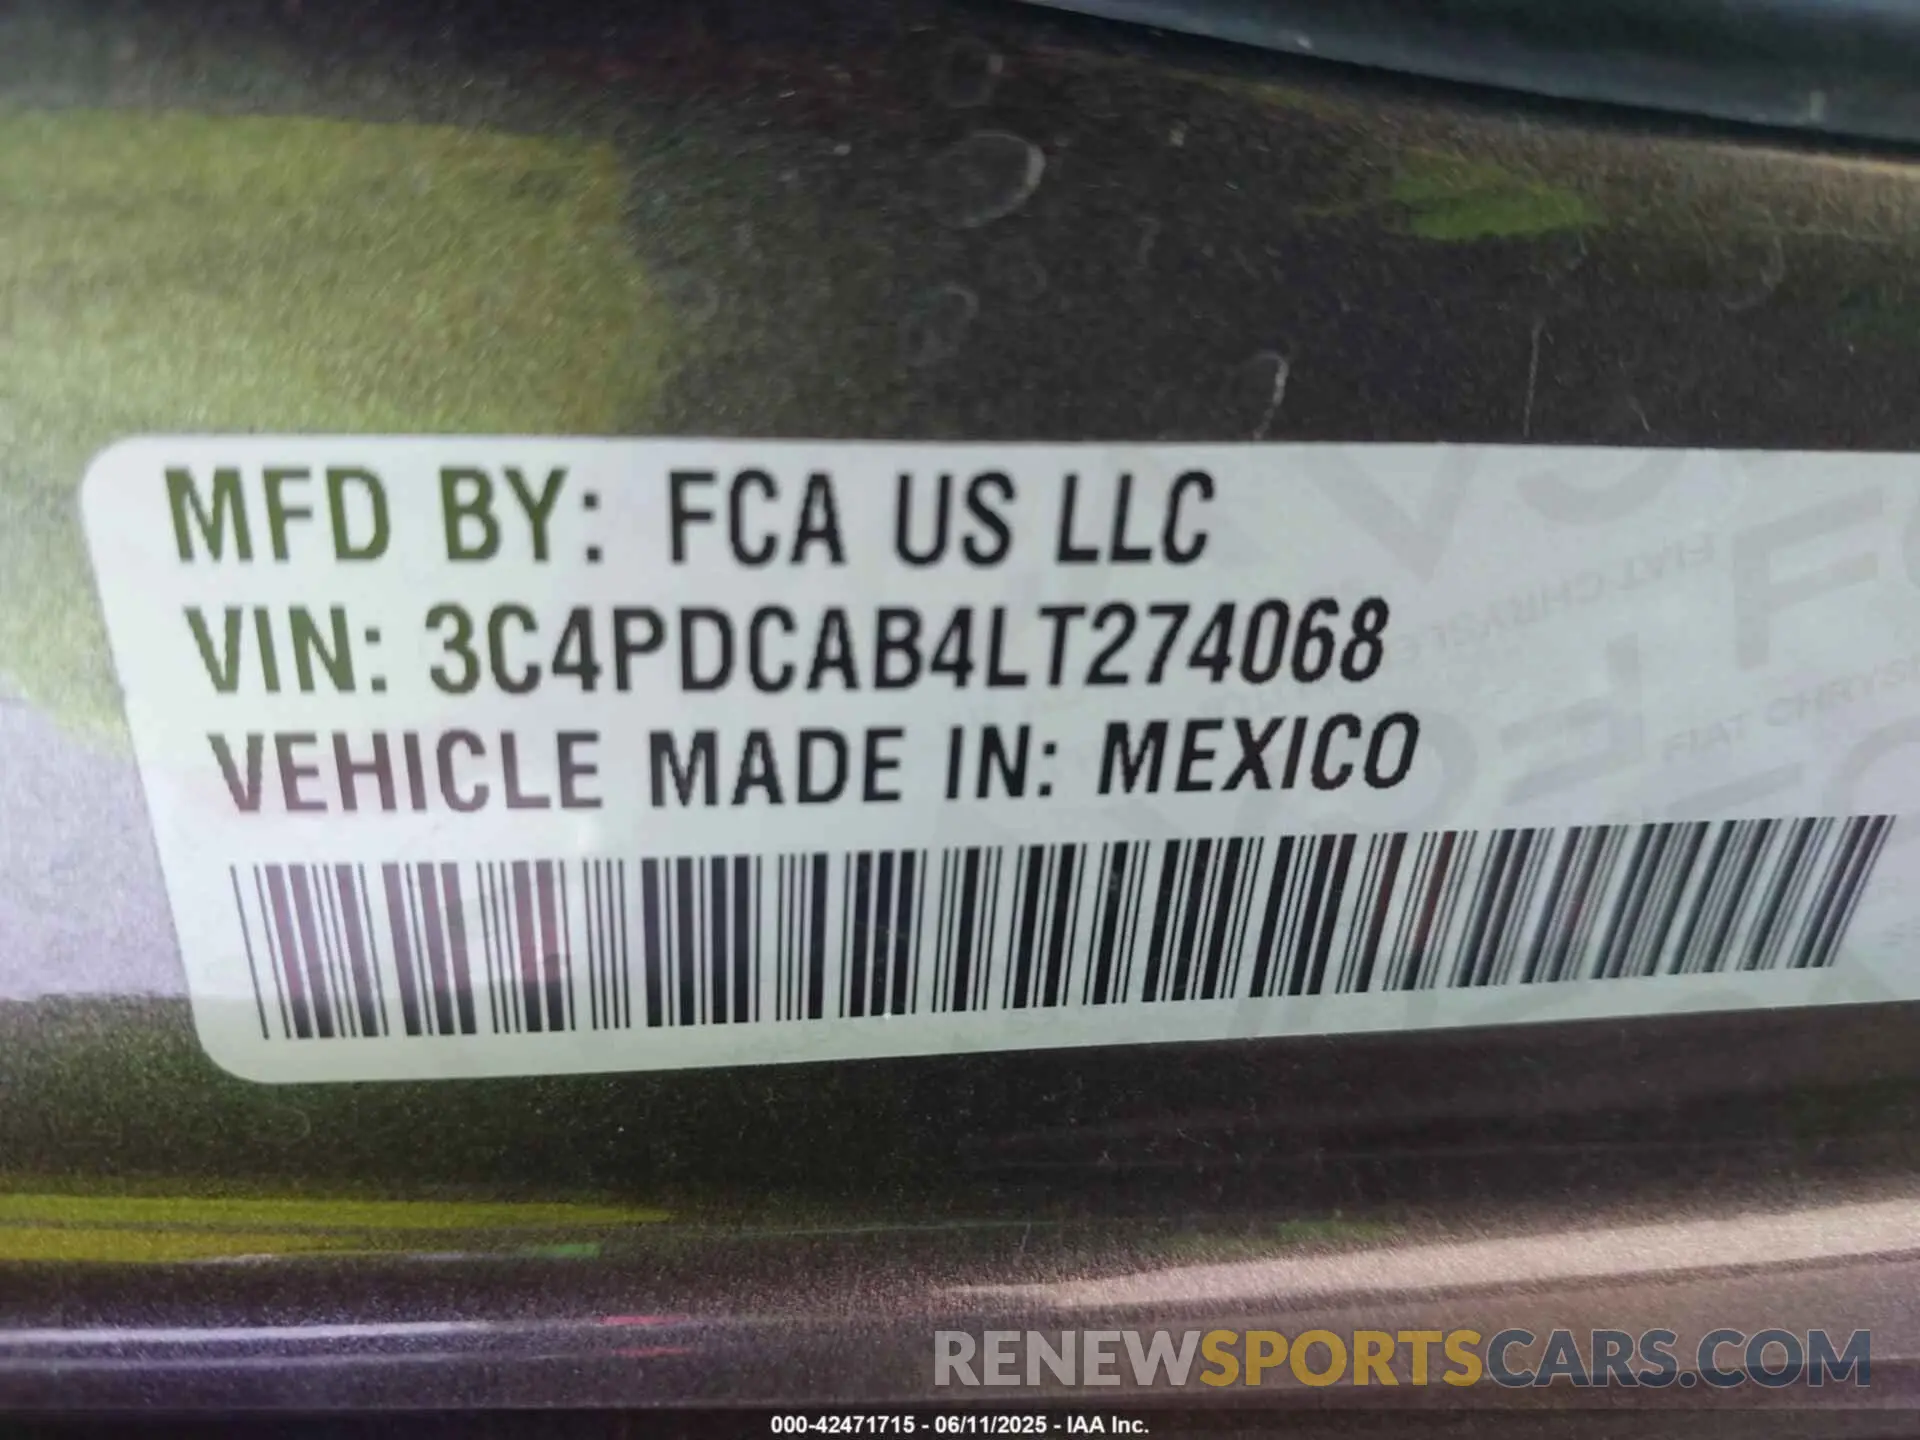 MFD BY: FCA US LLC
VIN: 3C4PDCAB4LT274068
VEHICLE MADE IN: MEXICO
RENEWSPORTSCARS.COM
000-42471715 - 06/11/2025 - IAA Inc.